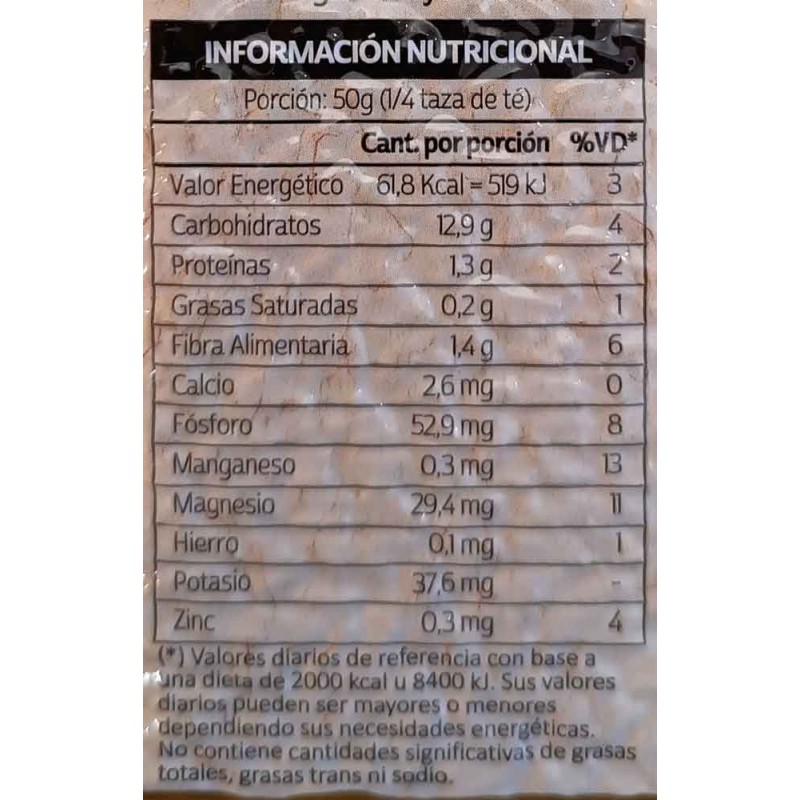 INFORMACIÓN NUTRICIONAL
Porción: 50g (1/4 taza de té)
Cant. por porción %VD*
Valor Energético 61,8 Kcal = 519 kJ 3
Carbohidratos 12,9 g 4
Proteínas 1,3 g 2
Grasas Saturadas 0,2 g 1
Fibra Alimentaria 1,4 g 6
Calcio 2,6 mg 0
Fósforo 52,9 mg 8
Manganeso 0,3 mg 13
Magnesio 29,4 mg 11
Hierro 0,1 mg 1
Potasio 37,6 mg -
Zinc 0,3 mg 4
(*) Valores diarios de referencia con base a
una dieta de 2000 kcal u 8400 kJ. Sus valores
diarios pueden ser mayores o menores
dependiendo sus necesidades energéticas.
No contiene cantidades significativas de grasas
totales, grasas trans ni sodio.